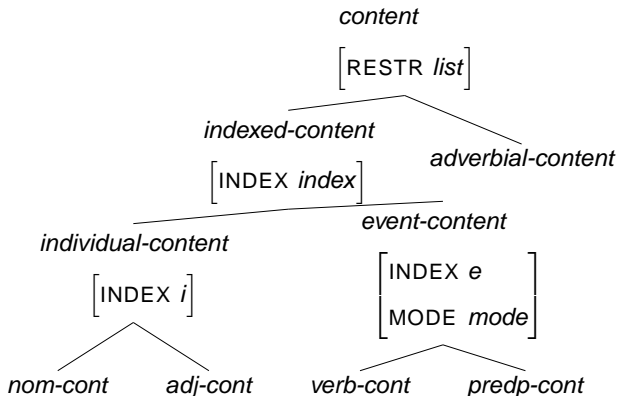 content
[RESTR list]
indexed-content
adverbial-content
[INDEX index]
individual-content
event-content
[INDEX i]
[INDEX e
MODE mode]
nom-cont adj-cont verb-cont predp-cont